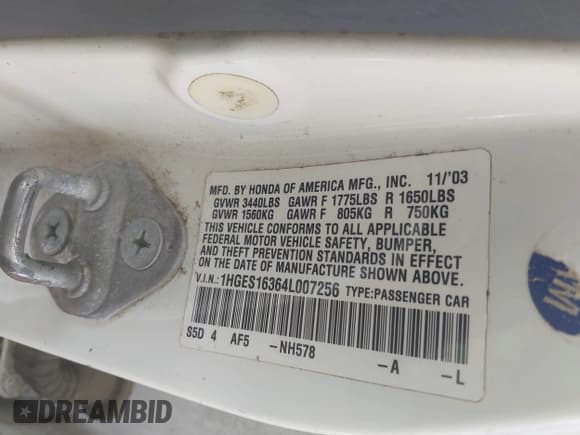 MFD. BY HONDA OF AMERICA MFG., INC. 11/'03
GVWR 3440LBS GAWR F 1775LBS R 1650LBS
GVWR 1560KG GAWR F 805KG R 750KG
THIS VEHICLE CONFORMS TO ALL APPLICABLE
FEDERAL MOTOR VEHICLE SAFETY, BUMPER,
AND THEFT PREVENTION STANDARDS IN EFFECT
ON THE DATE OF MANUFACTURE SHOWN ABOVE.
V.I.N.: 1HGES16364L007256 TYPE:PASSENGER CAR
S5D 4 AF5 -NH578 -A -L
DREAMBID